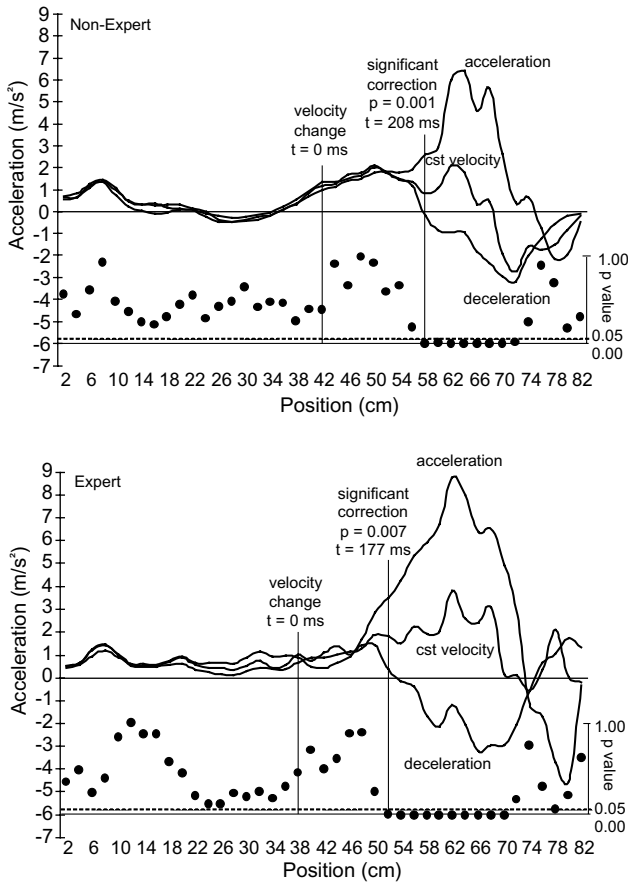 Non-Expert
Acceleration (m/s²)
9
8
7
6
5
4
3
2
1
0
-1
-2
-3
-4
-5
-6
-7
velocity
change
t = 0 ms
significant
correction
p = 0.001
t = 208 ms
acceleration
cst velocity
deceleration
1.00
p value
0.05
0.00
2 6 10 14 18 22 26 30 34 38 42 46 50 54 58 62 66 70 74 78 82
Position (cm)
Expert
Acceleration (m/s²)
9
8
7
6
5
4
3
2
1
0
-1
-2
-3
-4
-5
-6
-7
velocity
change
t = 0 ms
significant
correction
p = 0.007
t = 177 ms
acceleration
cst velocity
deceleration
1.00
p value
0.05
0.00
2 6 10 14 18 22 26 30 34 38 42 46 50 54 58 62 66 70 74 78 82
Position (cm)